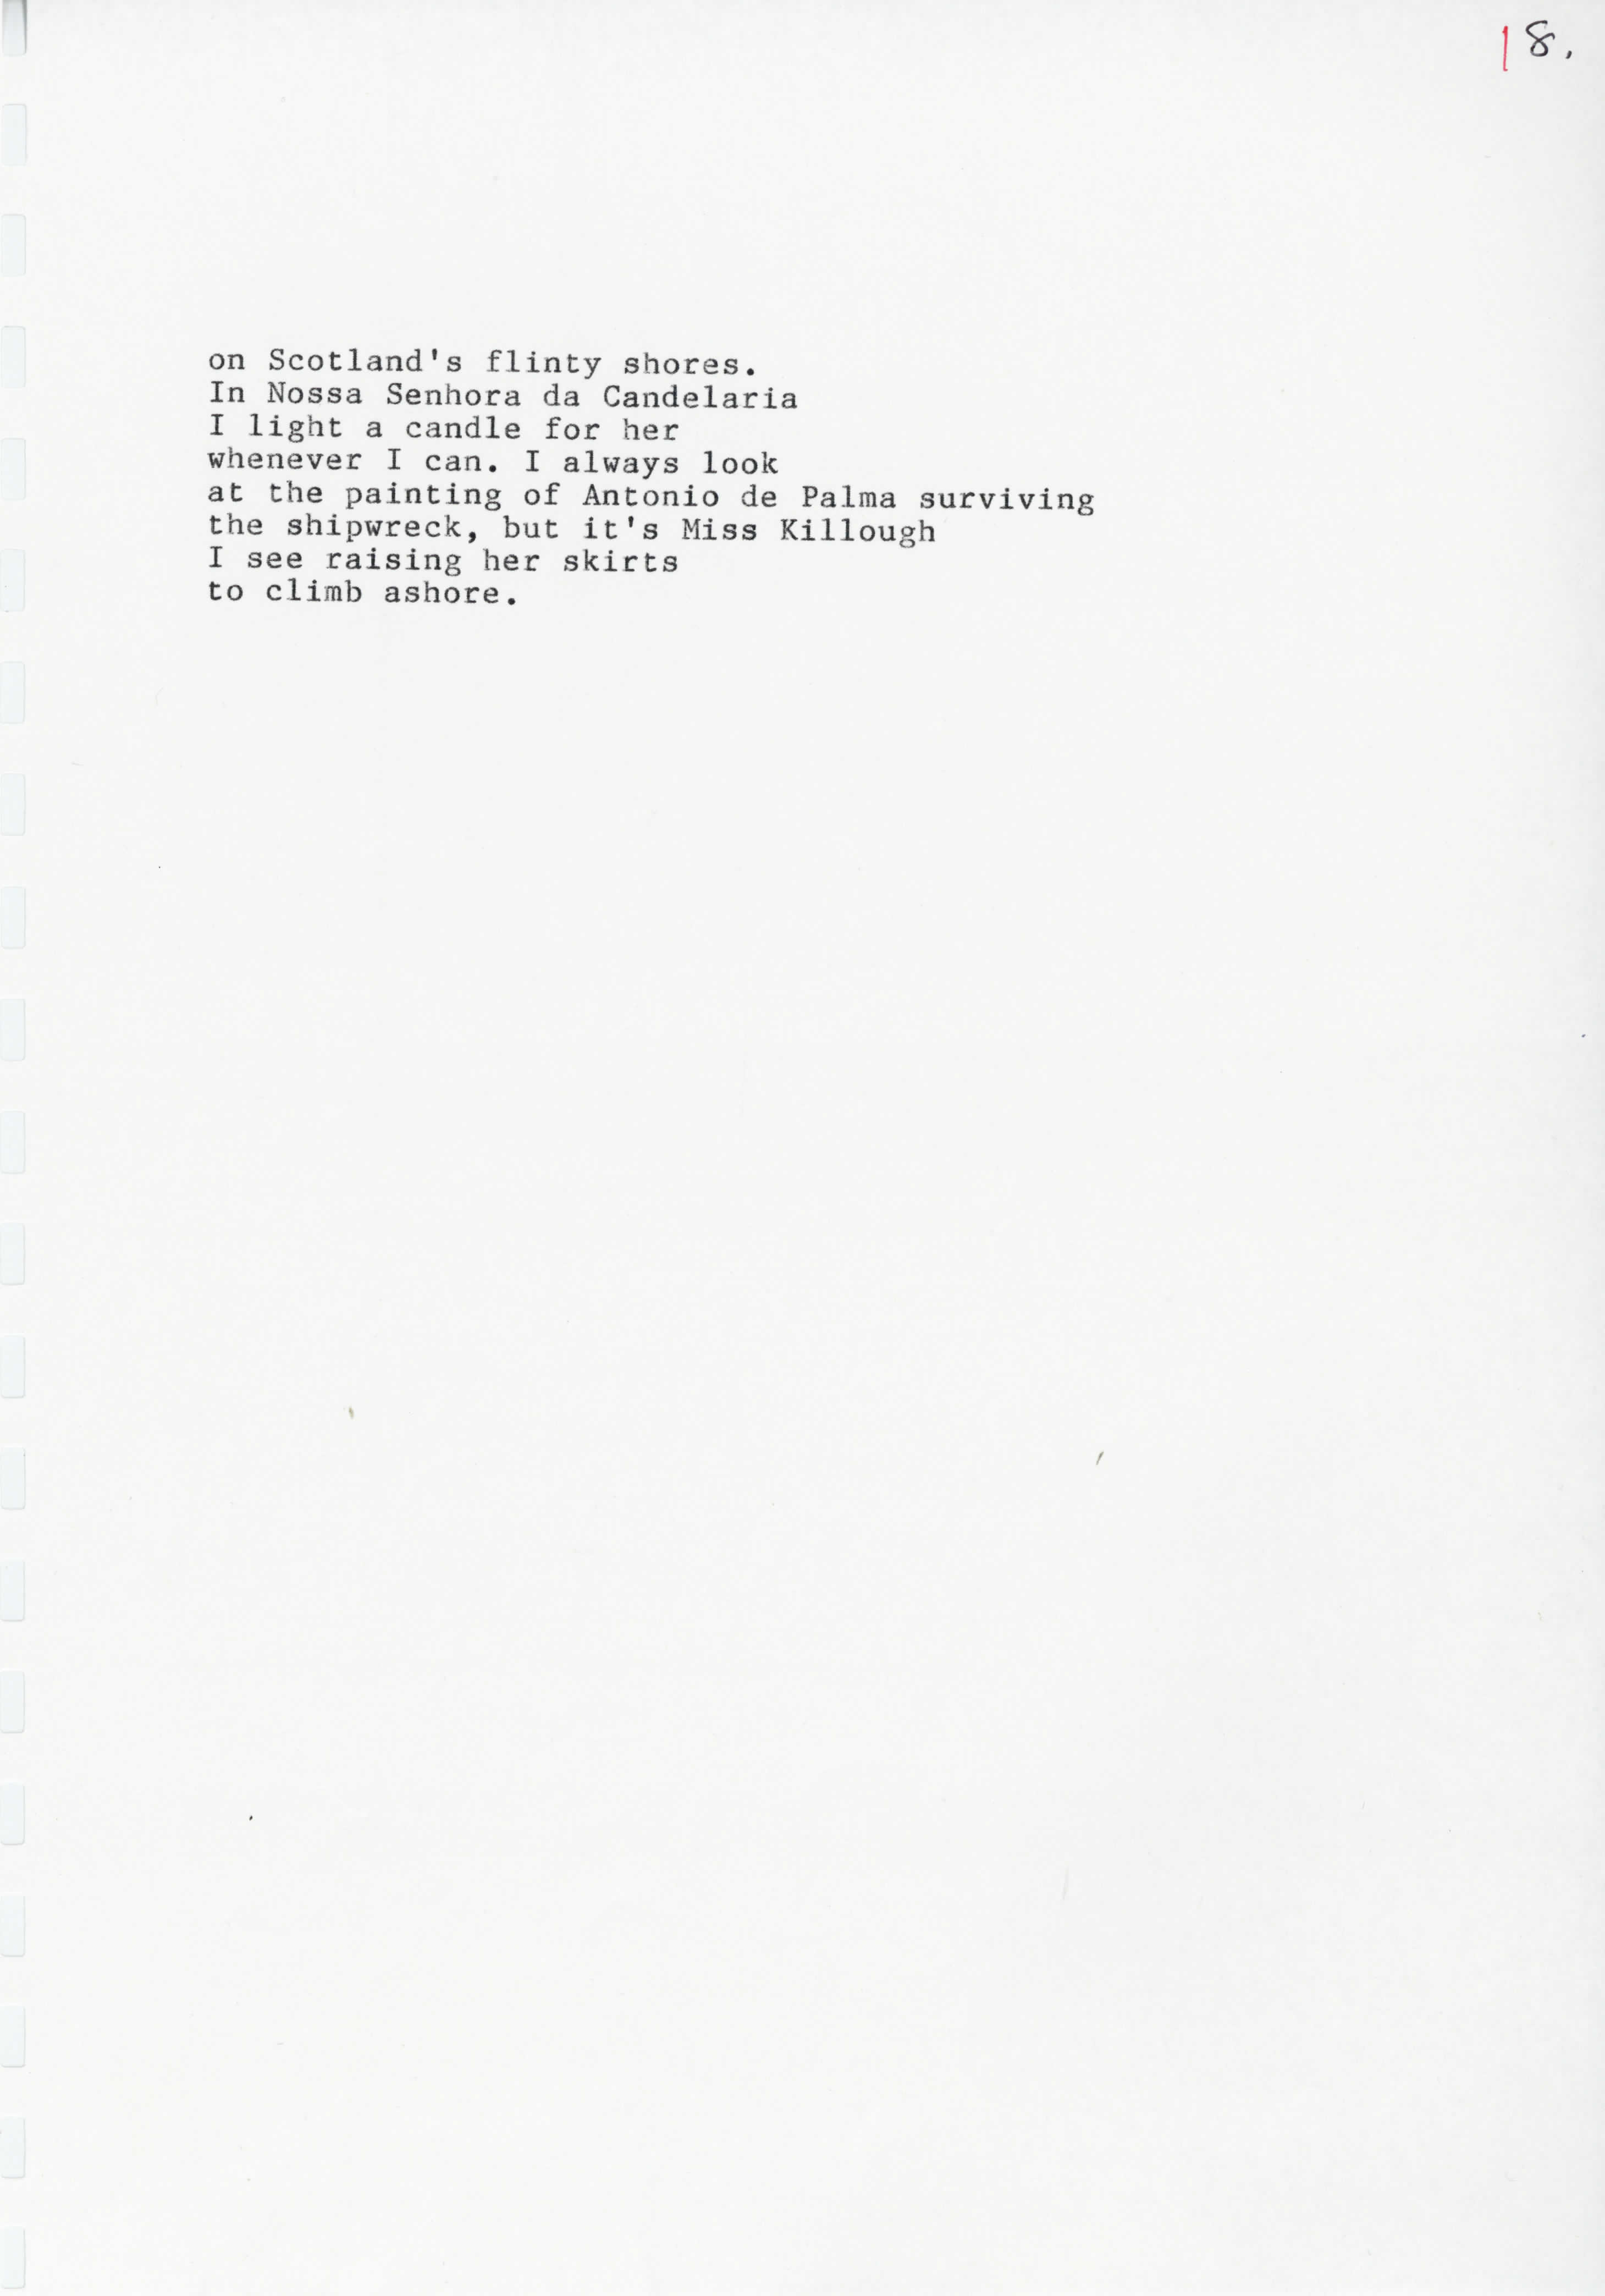 18.
on Scotland's flinty shores.
In Nossa Senhora da Candelaria
I light a candle for her
whenever I can. I always look
at the painting of Antonio de Palma surviving
the shipwreck, but it's Miss Killough
I see raising her skirts
to climb ashore.